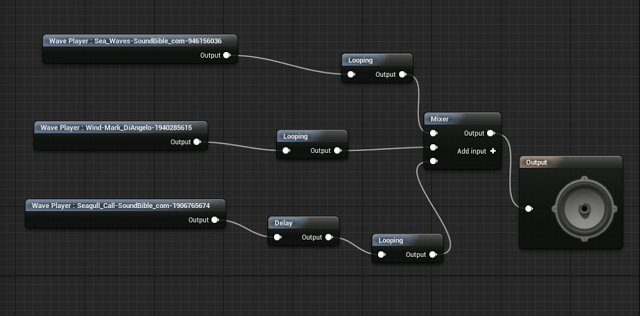 Wave Player : Sea_Waves-SoundBible_com-946156036
Output
Looping
Output
Wave Player : Wind-Mark_DiAngelo-1940285615
Output
Looping
Output
Mixer
Output
Add input
Output
Wave Player : Seagull_Call-SoundBible_com-1906765674
Output
Delay
Output
Looping
Output